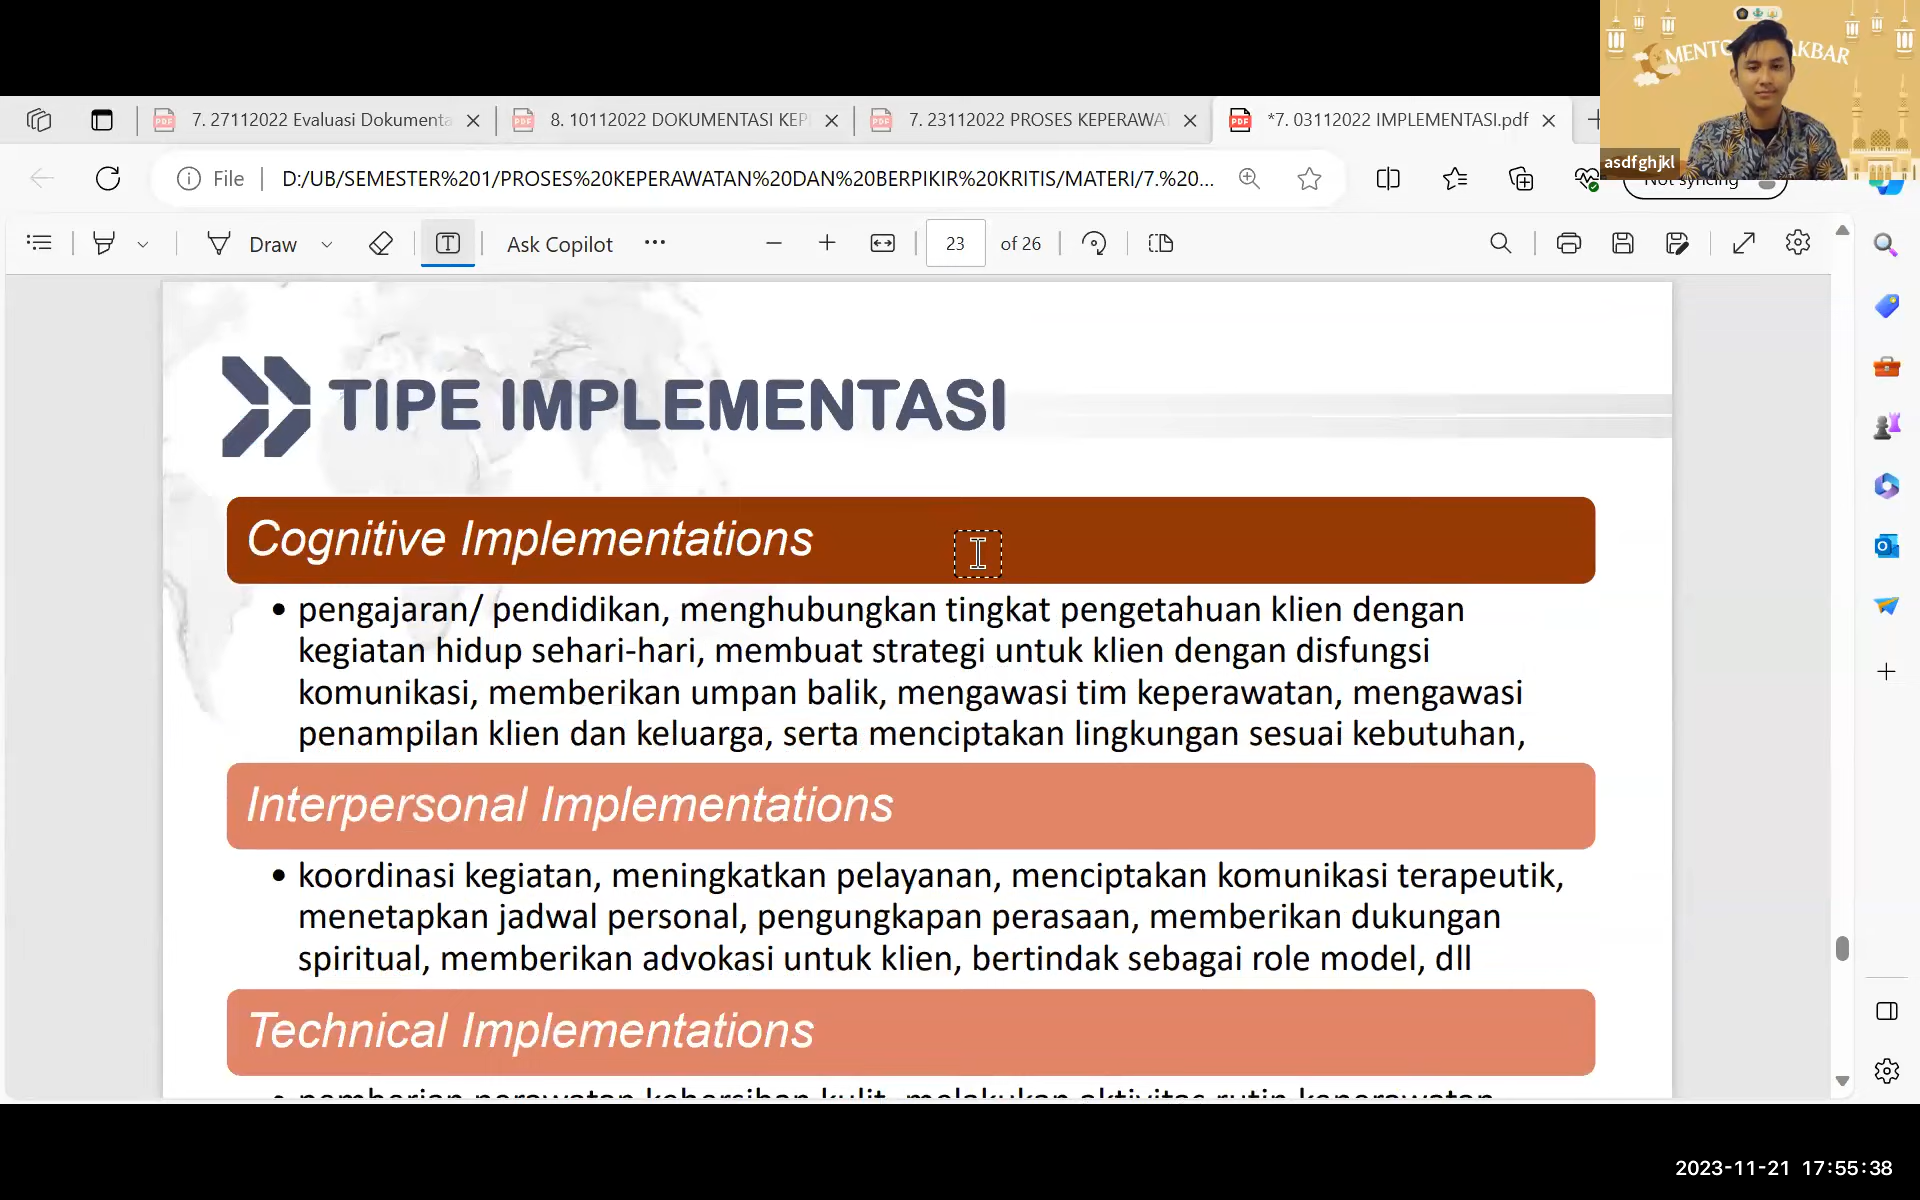 MENTO
AKBAR
asdfghjkl
7. 27112022 Evaluasi Dokumenta
8. 10112022 DOKUMENTASI KEP
7. 23112022 PROSES KEPERAWAT
*7. 03112022 IMPLEMENTASI.pdf
File
D:/UB/SEMESTER%201/PROSES%20KEPERAWATAN%20DAN%20BERPIKIR%20KRITIS/MATERI/7.%20...
Not syncing
Draw
Ask Copilot
23
of 26
TIPE IMPLEMENTASI
Cognitive Implementations
• pengajaran/ pendidikan, menghubungkan tingkat pengetahuan klien dengan
kegiatan hidup sehari-hari, membuat strategi untuk klien dengan disfungsi
komunikasi, memberikan umpan balik, mengawasi tim keperawatan, mengawasi
penampilan klien dan keluarga, serta menciptakan lingkungan sesuai kebutuhan,
Interpersonal Implementations
• koordinasi kegiatan, meningkatkan pelayanan, menciptakan komunikasi terapeutik,
menetapkan jadwal personal, pengungkapan perasaan, memberikan dukungan
spiritual, memberikan advokasi untuk klien, bertindak sebagai role model, dll
Technical Implementations
• pemberian perawatan kebersihan kulit, melakukan aktivitas rutin keperawatan
2023-11-21 17:55:38